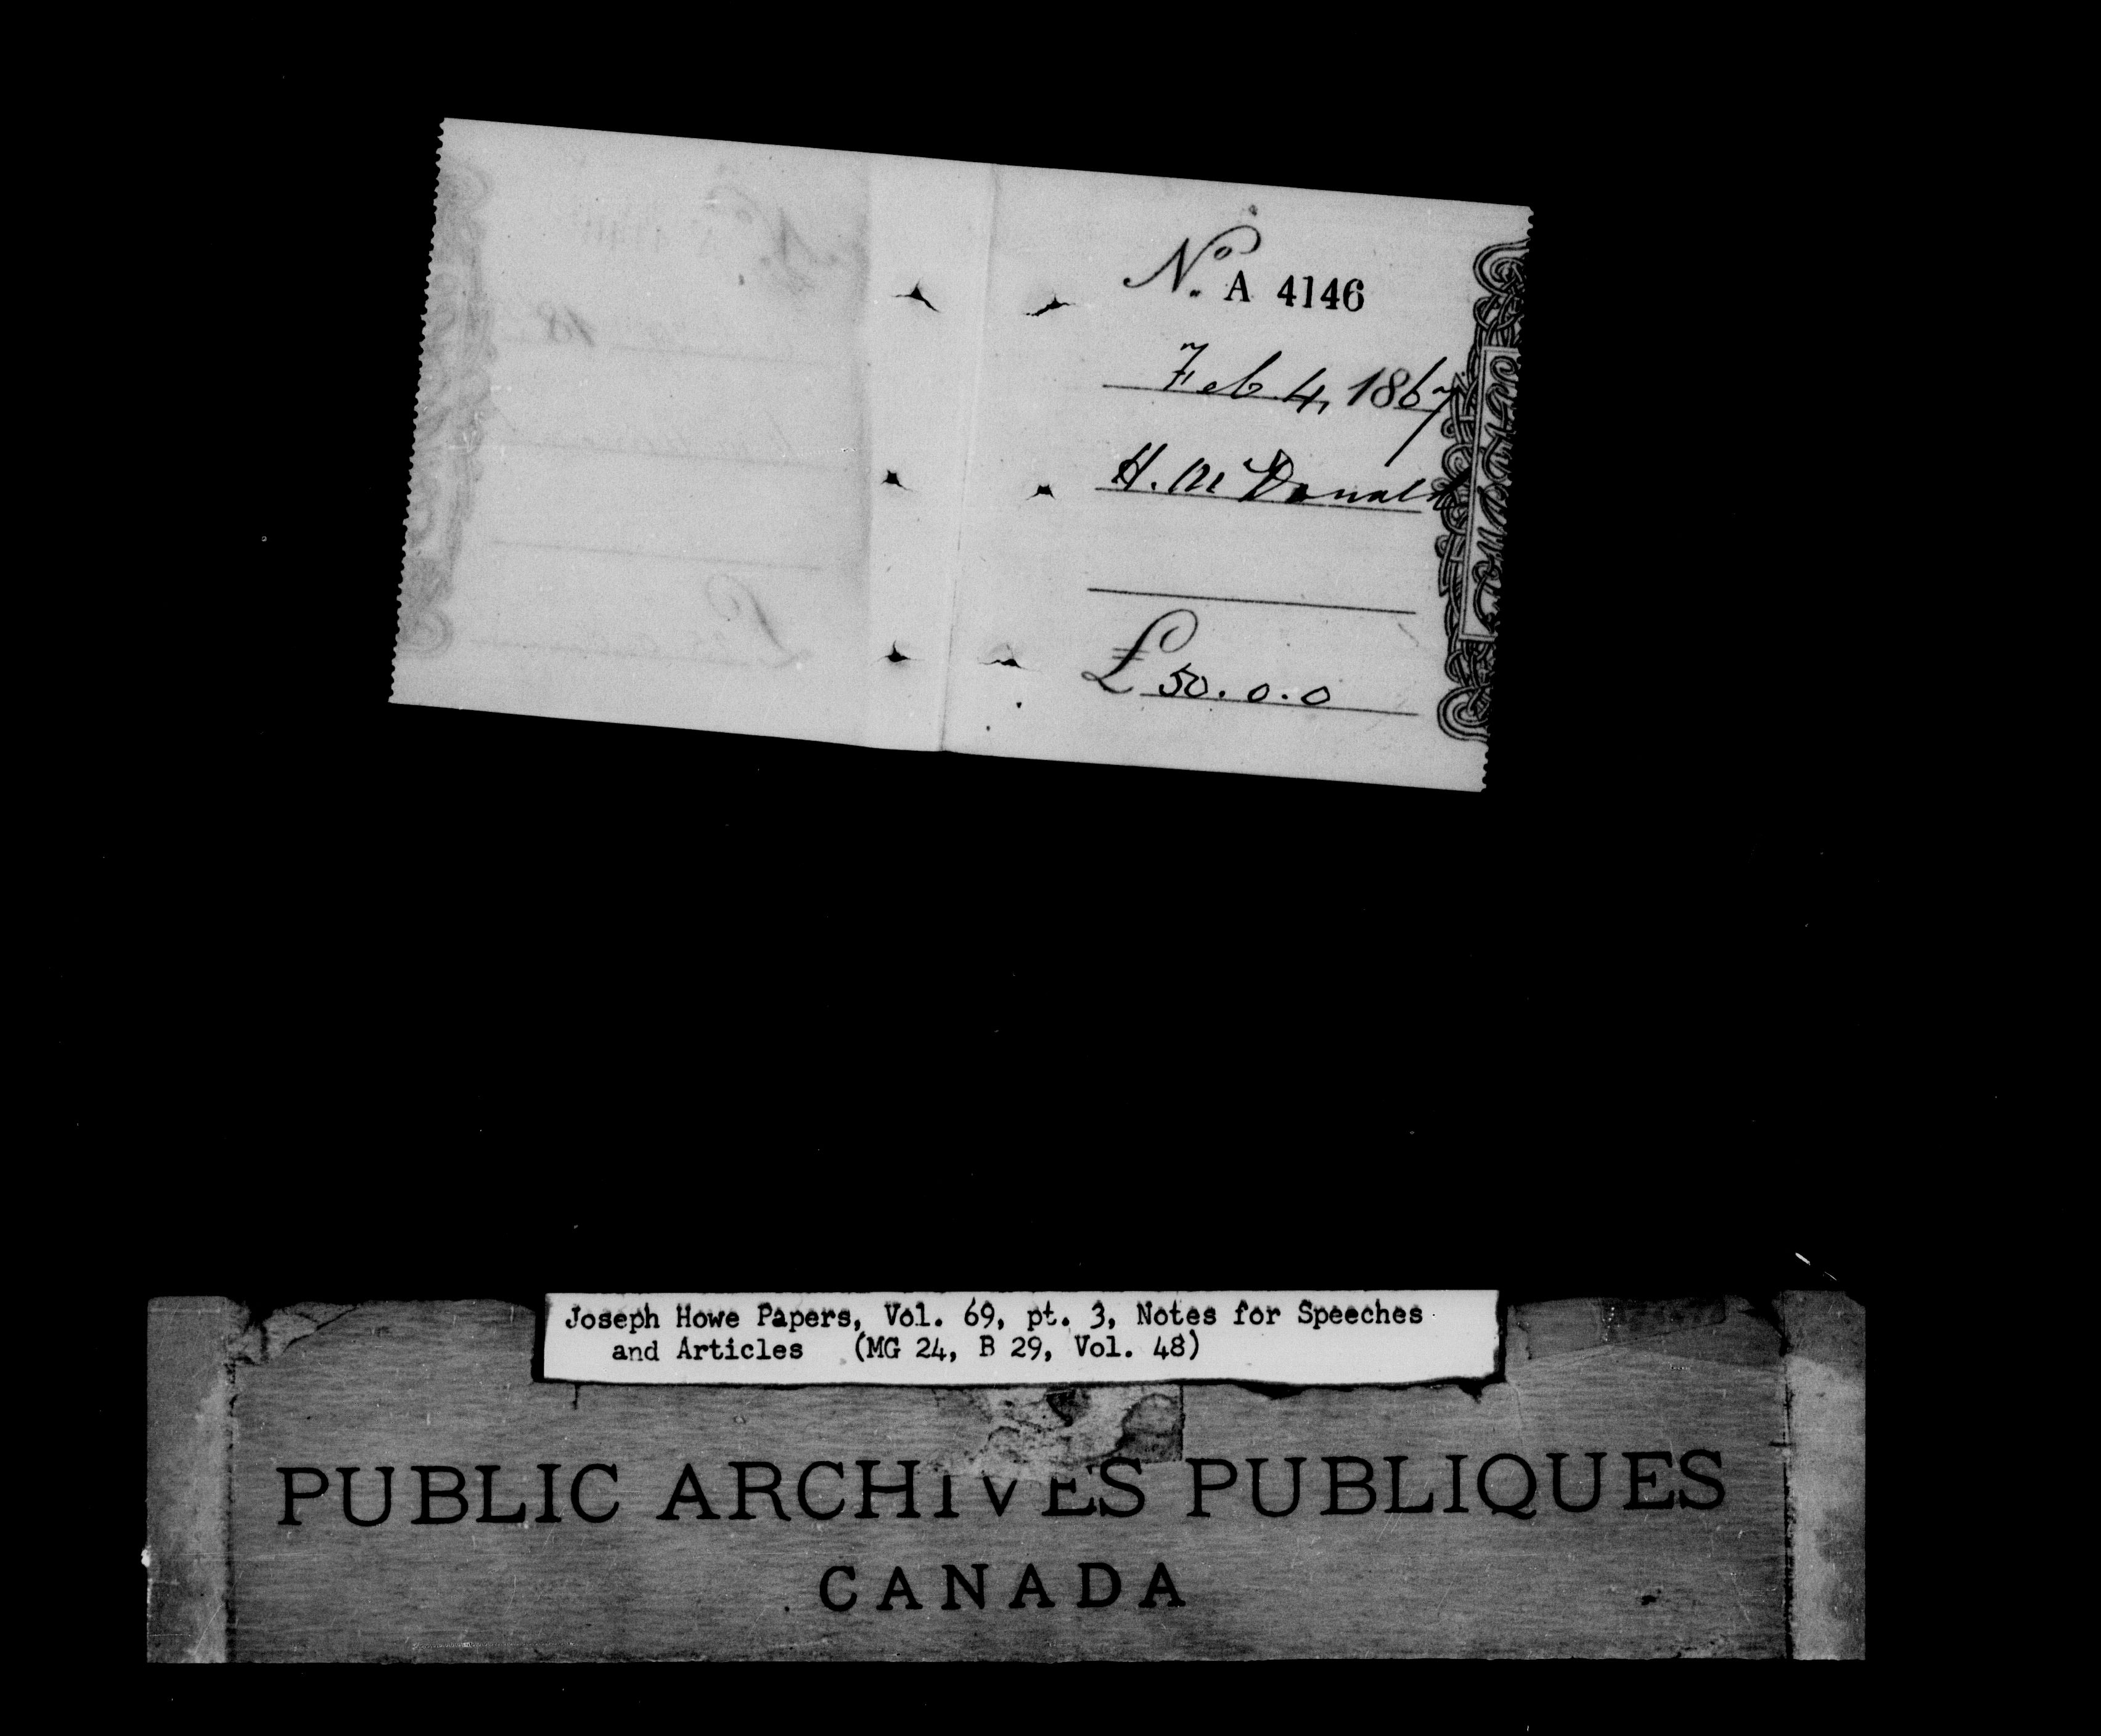 No. A 4146
Feb 4, 1867
H. McDonald
£ 50.0.0
Joseph Howe Papers, Vol. 69, pt. 3, Notes for Speeches
and Articles (MG 24, B 29, Vol. 48)
PUBLIC ARCHIVES PUBLIQUES
CANADA